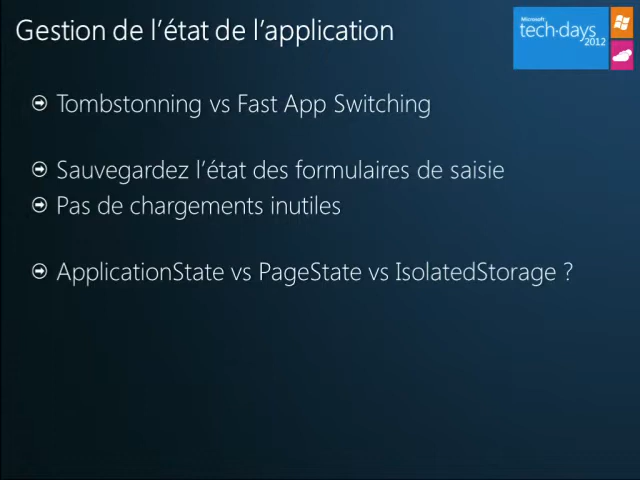 Gestion de l'état de l'application
Microsoft
tech·days
2012
Tombstonning vs Fast App Switching
Sauvegardez l'état des formulaires de saisie
Pas de chargements inutiles
ApplicationState vs PageState vs IsolatedStorage ?